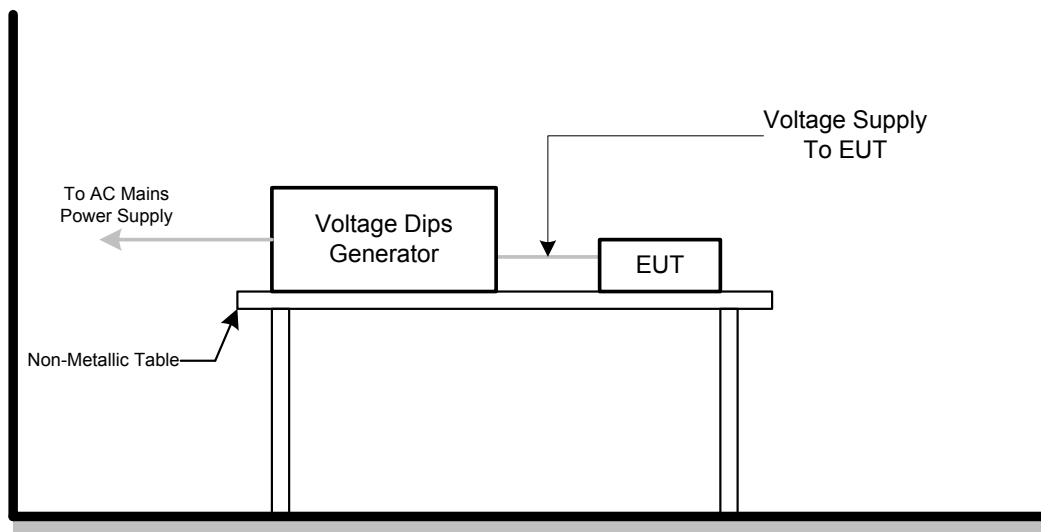 Voltage Supply
To EUT
To AC Mains
Power Supply
Voltage Dips
Generator
EUT
Non-Metallic Table